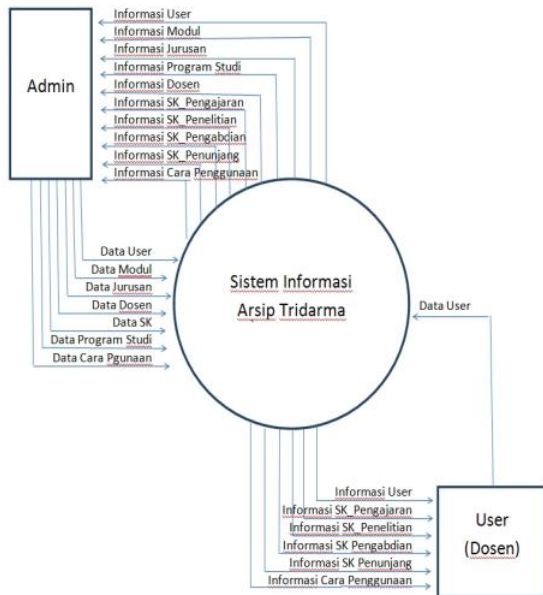 Informasi User
Informasi Modul
Informasi Jurusan
Informasi Program Studi
Informasi Dosen
Informasi SK_Pengajaran
Informasi SK_Penelitian
Informasi SK_Pengabdian
Informasi SK_Penunjang
Informasi Cara Penggunaan
Admin
Data User
Data Modul
Data Jurusan
Data Dosen
Data SK
Data Program Studi
Data Cara Pgunaan
Sistem Informasi
Arsip Tridarma
Data User
Informasi User
Informasi SK_Pengajaran
Informasi SK_Penelitian
Informasi SK Pengabdian
Informasi SK Penunjang
Informasi Cara Penggunaan
User
(Dosen)